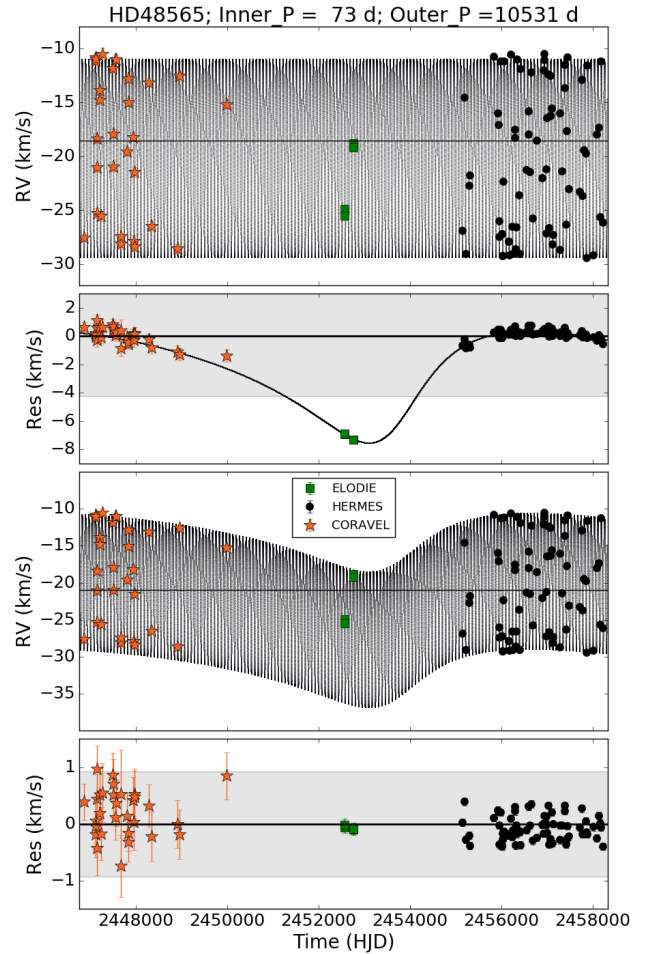 HD48565; Inner_P = 73 d; Outer_P =10531 d
−10
−15
−20
−25
−30
RV (km/s)
2
0
−2
−4
−6
−8
Res (km/s)
−10
−15
−20
−25
−30
−35
RV (km/s)
ELODIE
HERMES
CORAVEL
1
0
−1
Res (km/s)
2448000 2450000 2452000 2454000 2456000 2458000
Time (HJD)